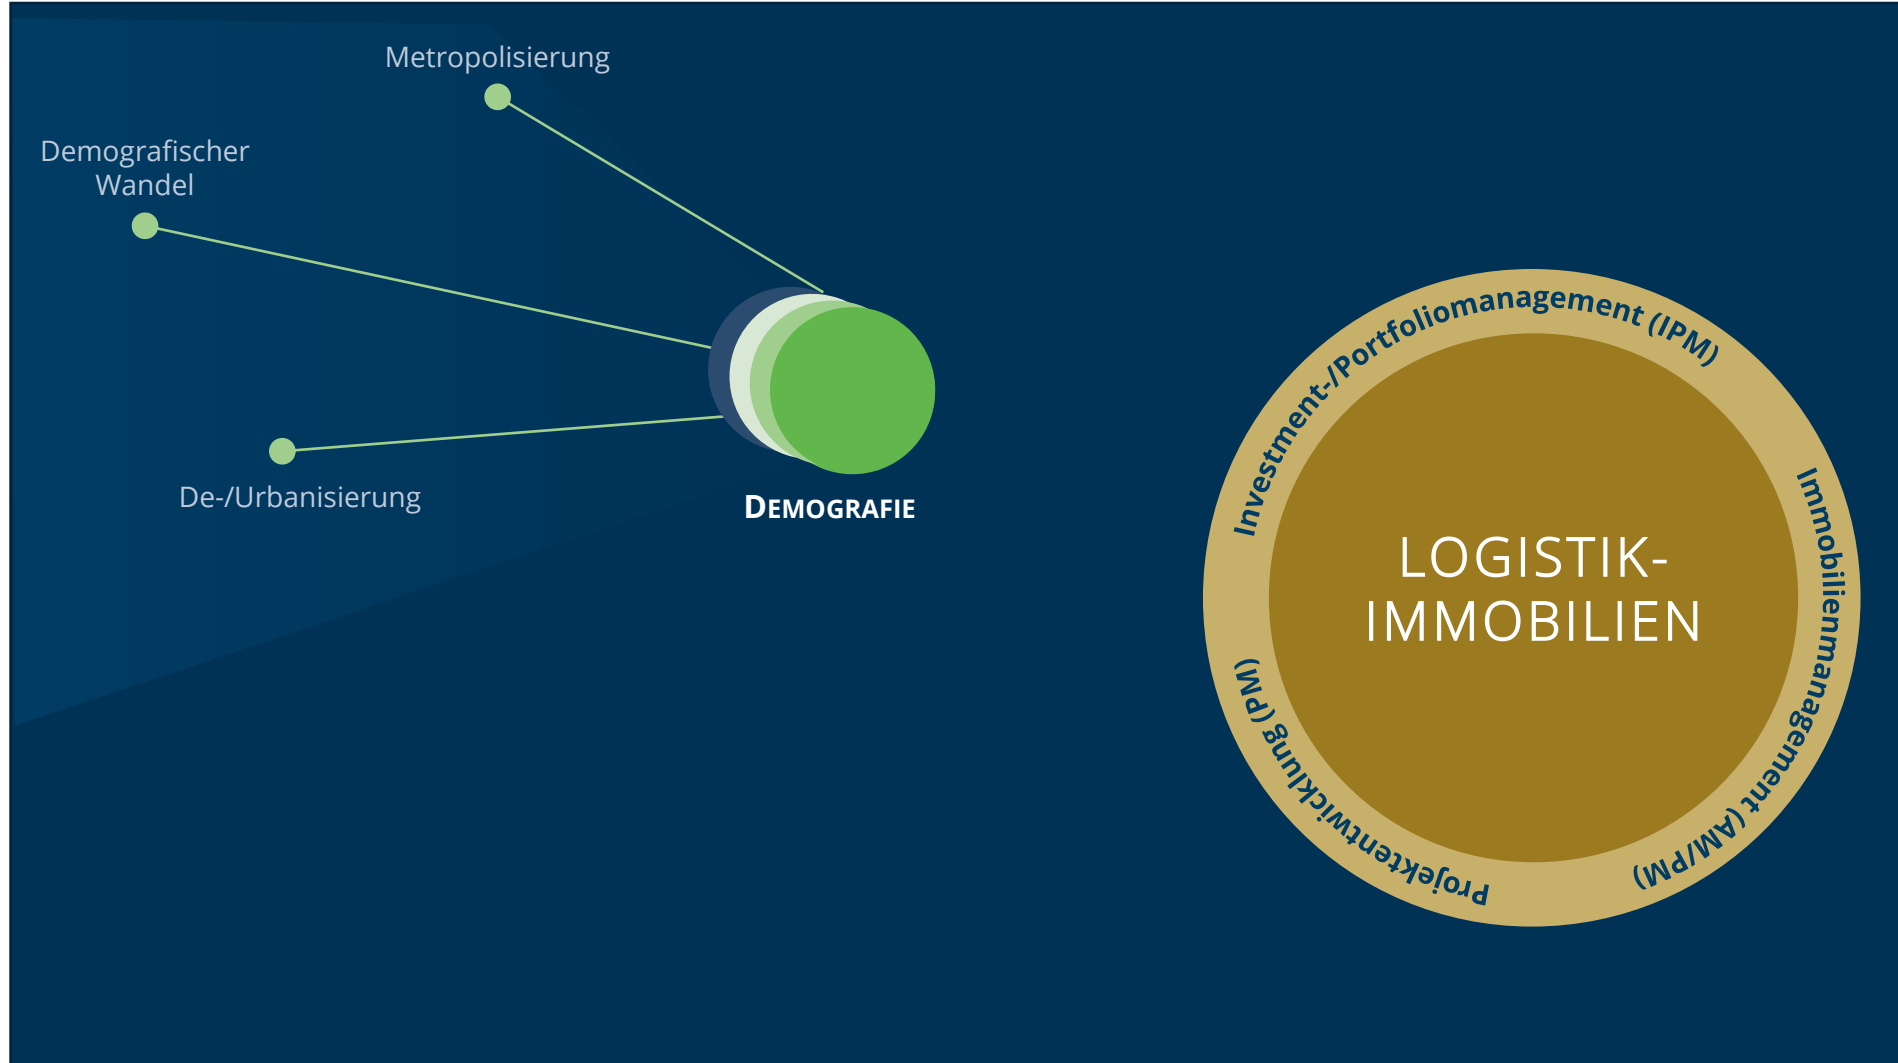 Metropolisierung
Demografischer
Wandel
De-/Urbanisierung
DEMOGRAFIE
Investment-/Portfoliomanagement (IPM)
Immobilienmanagement (AM/PM)
Projektentwicklung (PM)
LOGISTIK-
IMMOBILIEN